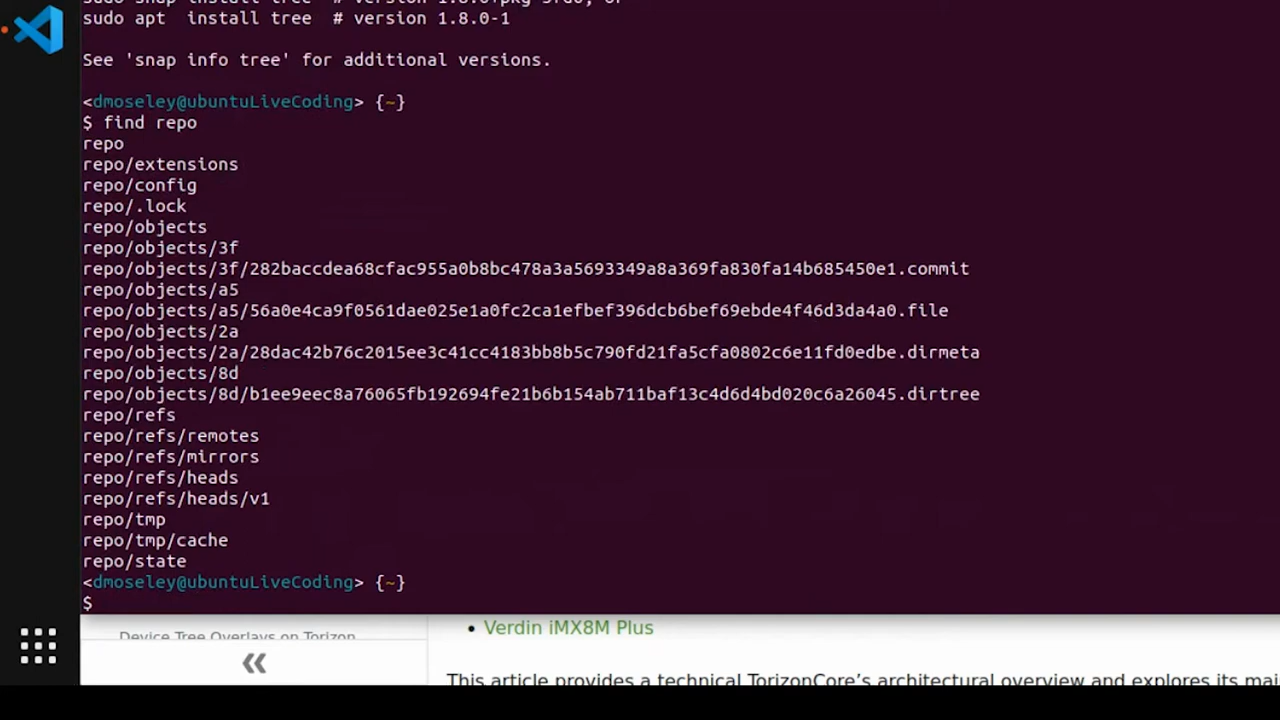 sudo apt  install tree  # version 1.8.0-1
See 'snap info tree' for additional versions.
<dmoseley@ubuntuLiveCoding> {~}
$ find repo
repo
repo/extensions
repo/config
repo/.lock
repo/objects
repo/objects/3f
repo/objects/3f/282baccdea68cfac955a0b8bc478a3a5693349a8a369fa830fa14b685450e1.commit
repo/objects/a5
repo/objects/a5/56a0e4ca9f0561dae025e1a0fc2ca1efbef396dcb6bef69ebde4f46d3da4a0.file
repo/objects/2a
repo/objects/2a/28dac42b76c2015ee3c41cc4183bb8b5c790fd21fa5cfa0802c6e11fd0edbe.dirmeta
repo/objects/8d
repo/objects/8d/b1ee9eec8a76065fb192694fe21b6b154ab711baf13c4d6d4bd020c6a26045.dirtree
repo/refs
repo/refs/remotes
repo/refs/mirrors
repo/refs/heads
repo/refs/heads/v1
repo/tmp
repo/tmp/cache
repo/state
<dmoseley@ubuntuLiveCoding> {~}
$
Device Tree Overlays on Torizon
• Verdin iMX8M Plus
This article provides a technical TorizonCore's architectural overview and explores its mai